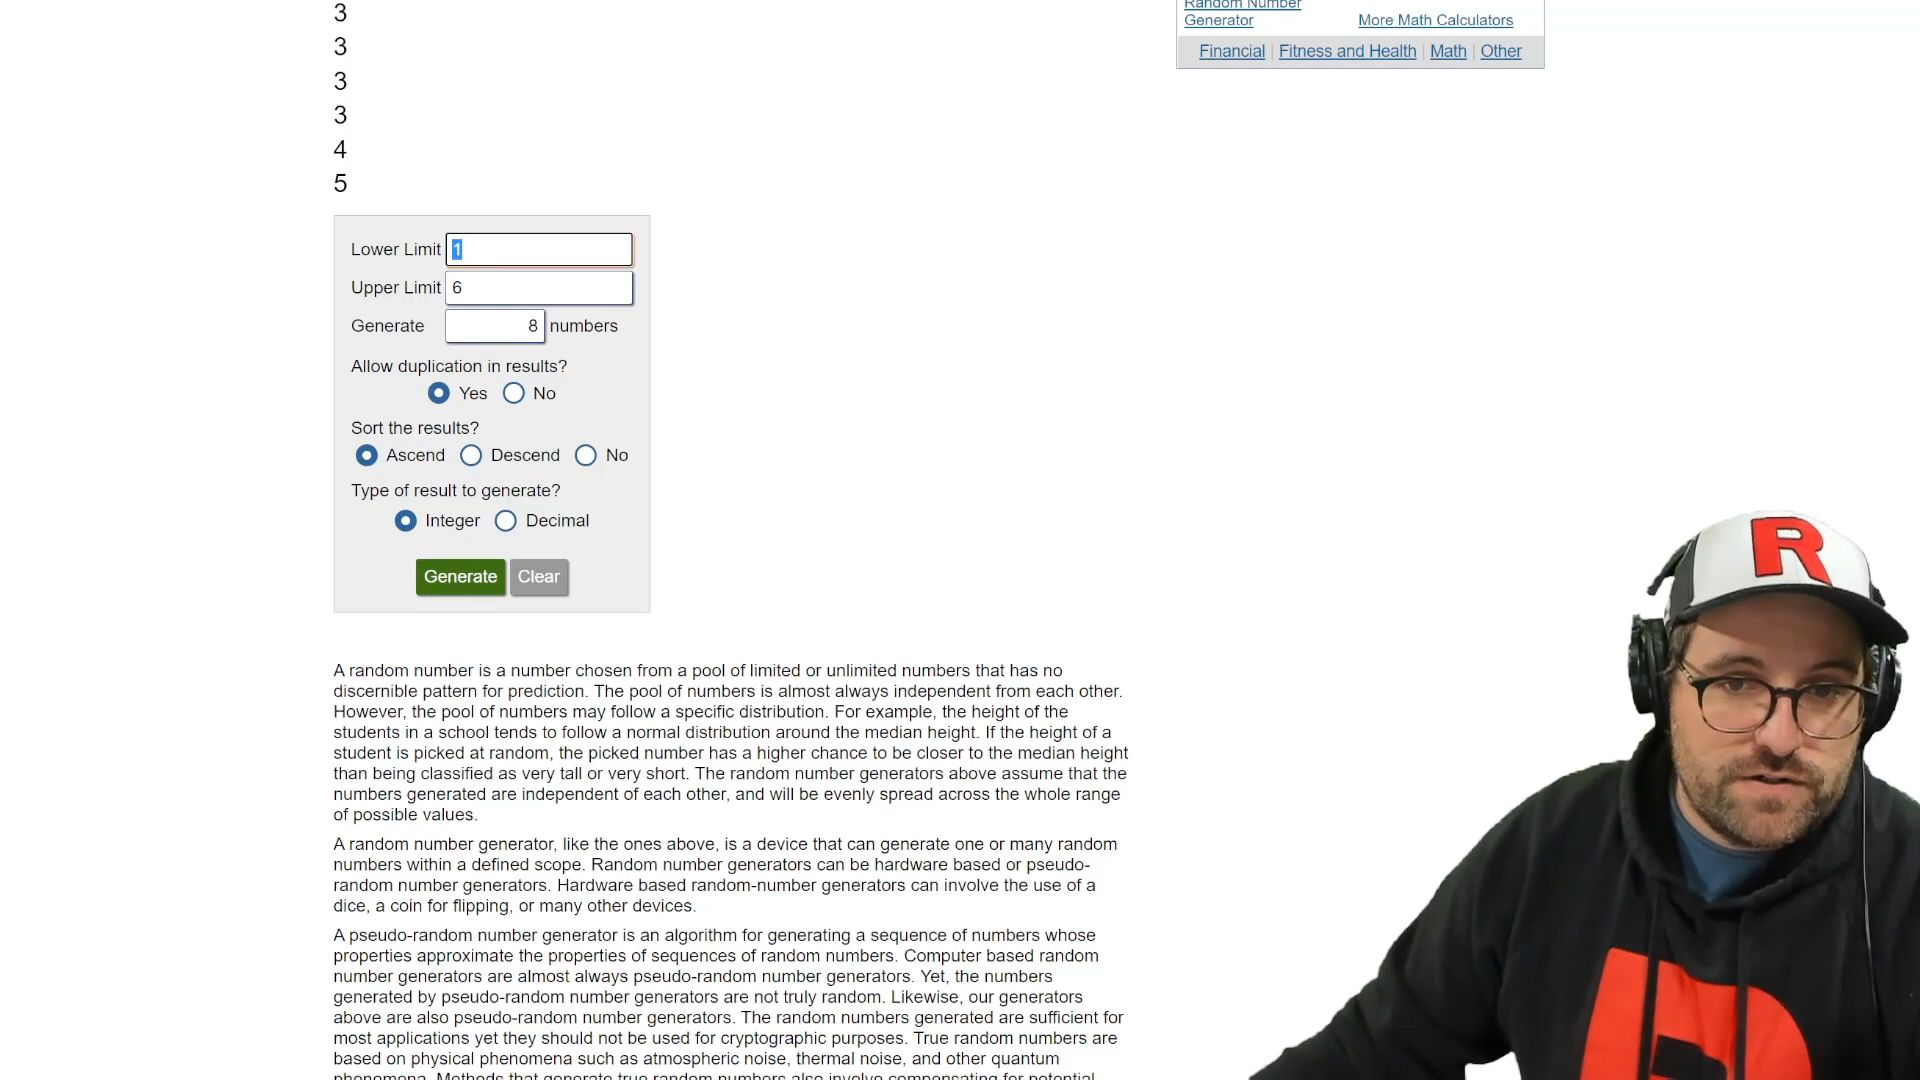 3
3
3
3
4
5
Random Number
Generator
More Math Calculators
Financial | Fitness and Health | Math | Other
Lower Limit 1
Upper Limit 6
Generate 8 numbers
Allow duplication in results?
Yes No
Sort the results?
Ascend Descend No
Type of result to generate?
Integer Decimal
Generate Clear
A random number is a number chosen from a pool of limited or unlimited numbers that has no
discernible pattern for prediction. The pool of numbers is almost always independent from each other.
However, the pool of numbers may follow a specific distribution. For example, the height of the
students in a school tends to follow a normal distribution around the median height. If the height of a
student is picked at random, the picked number has a higher chance to be closer to the median height
than being classified as very tall or very short. The random number generators above assume that the
numbers generated are independent of each other, and will be evenly spread across the whole range
of possible values.
A random number generator, like the ones above, is a device that can generate one or many random
numbers within a defined scope. Random number generators can be hardware based or pseudo-
random number generators. Hardware based random-number generators can involve the use of a
dice, a coin for flipping, or many other devices.
A pseudo-random number generator is an algorithm for generating a sequence of numbers whose
properties approximate the properties of sequences of random numbers. Computer based random
number generators are almost always pseudo-random number generators. Yet, the numbers
generated by pseudo-random number generators are not truly random. Likewise, our generators
above are also pseudo-random number generators. The random numbers generated are sufficient for
most applications yet they should not be used for cryptographic purposes. True random numbers are
based on physical phenomena such as atmospheric noise, thermal noise, and other quantum
phenomena. Methods that generate true random numbers also involve compensating for potential
R
R